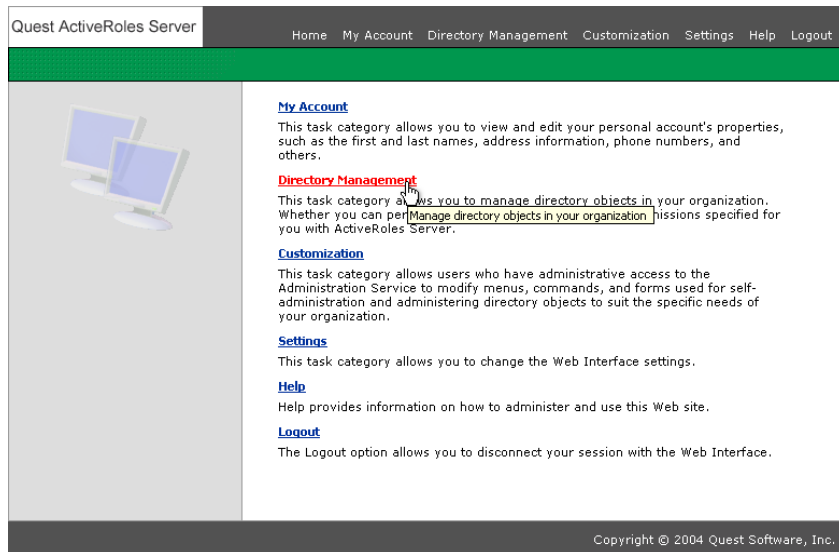 Quest ActiveRoles Server
Home My Account Directory Management Customization Settings Help Logout
My Account
This task category allows you to view and edit your personal account's properties,
such as the first and last names, address information, phone numbers, and
others.
Directory Management
This task category allows you to manage directory objects in your organization.
Whether you can per Manage directory objects in your organization missions specified for
you with ActiveRoles Server.
Customization
This task category allows users who have administrative access to the
Administration Service to modify menus, commands, and forms used for self-
administration and administering directory objects to suit the specific needs of
your organization.
Settings
This task category allows you to change the Web Interface settings.
Help
Help provides information on how to administer and use this Web site.
Logout
The Logout option allows you to disconnect your session with the Web Interface.
Copyright © 2004 Quest Software, Inc.